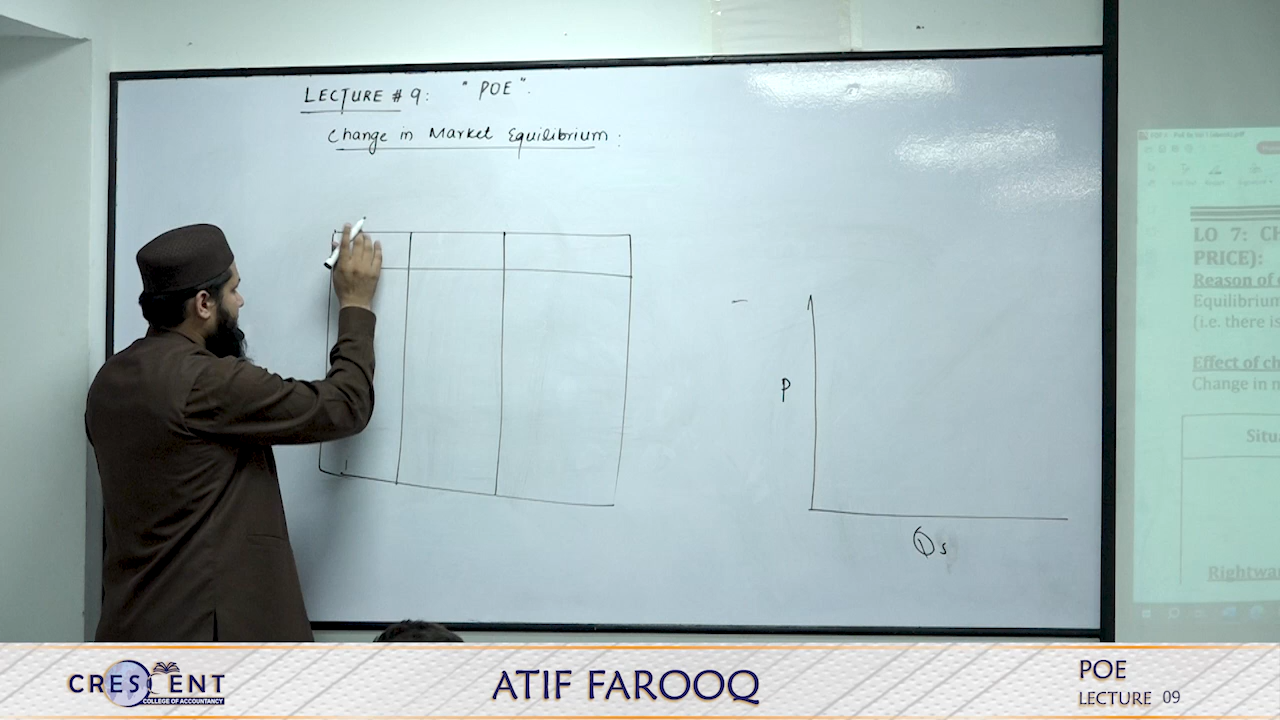 LECTURE # 9: "POE".
Change in Market Equilibrium:
P
Qs
LO 7: Ch
PRICE):
Reason of
Equilibrium
(i.e. there is
Effect of ch
Change in n
Situa
Rightwa
CRESCENT
COLLEGE OF ACCOUNTANCY
ATIF FAROOQ
POE
LECTURE 09